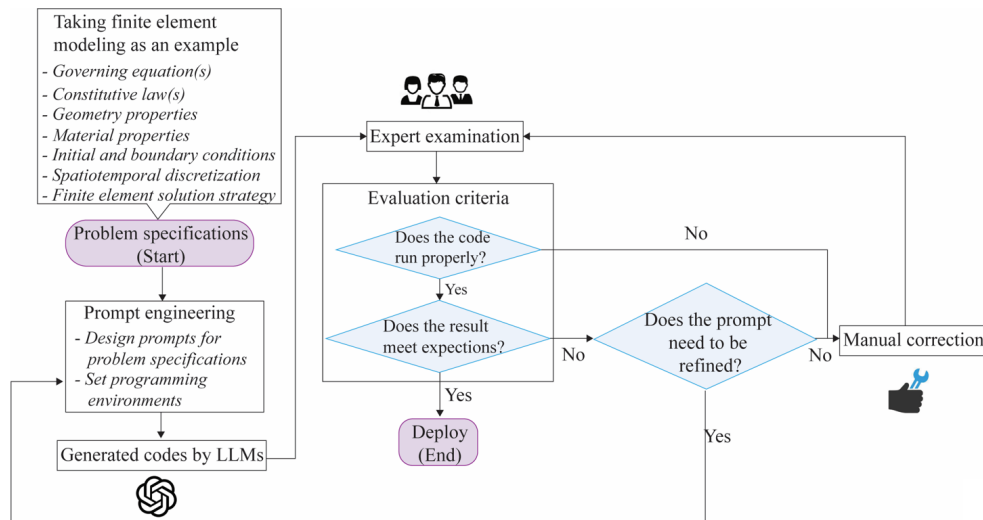 Taking finite element
modeling as an example
- Governing equation(s)
- Constitutive law(s)
- Geometry properties
- Material properties
- Initial and boundary conditions
- Spatiotemporal discretization
- Finite element solution strategy
Problem specifications
(Start)
Prompt engineering
- Design prompts for
problem specifications
- Set programming
environments
Generated codes by LLMs
Expert examination
Evaluation criteria
Does the code
run properly?
No
Yes
Does the result
meet expections?
No
Yes
Deploy
(End)
Does the prompt
need to be
refined?
No
Yes
Manual correction